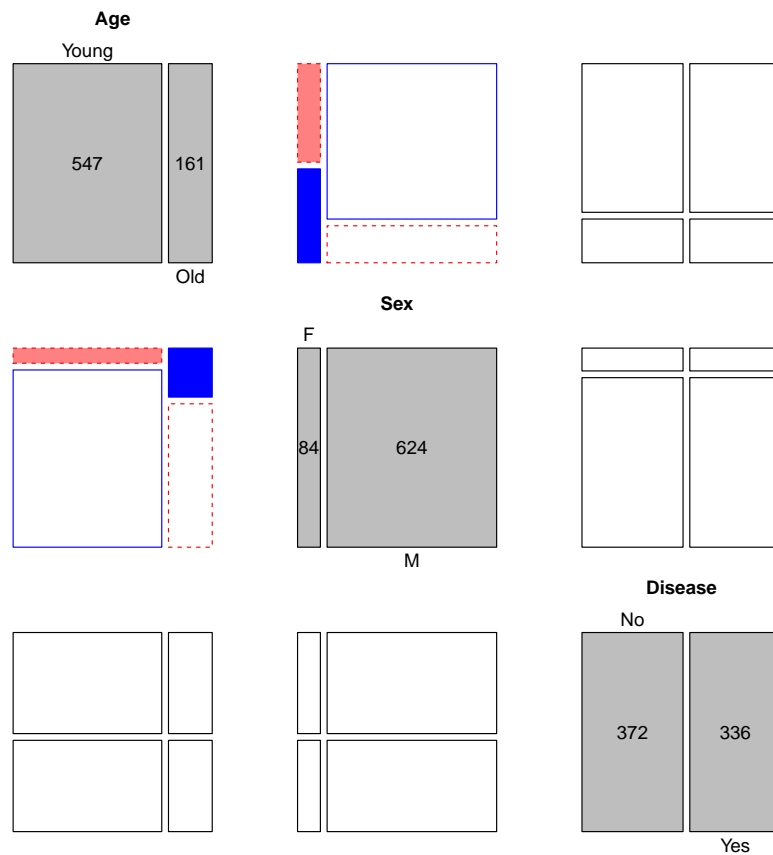 Age
Young
547
161
Old
Sex
F
84
624
M
Disease
No
372
336
Yes